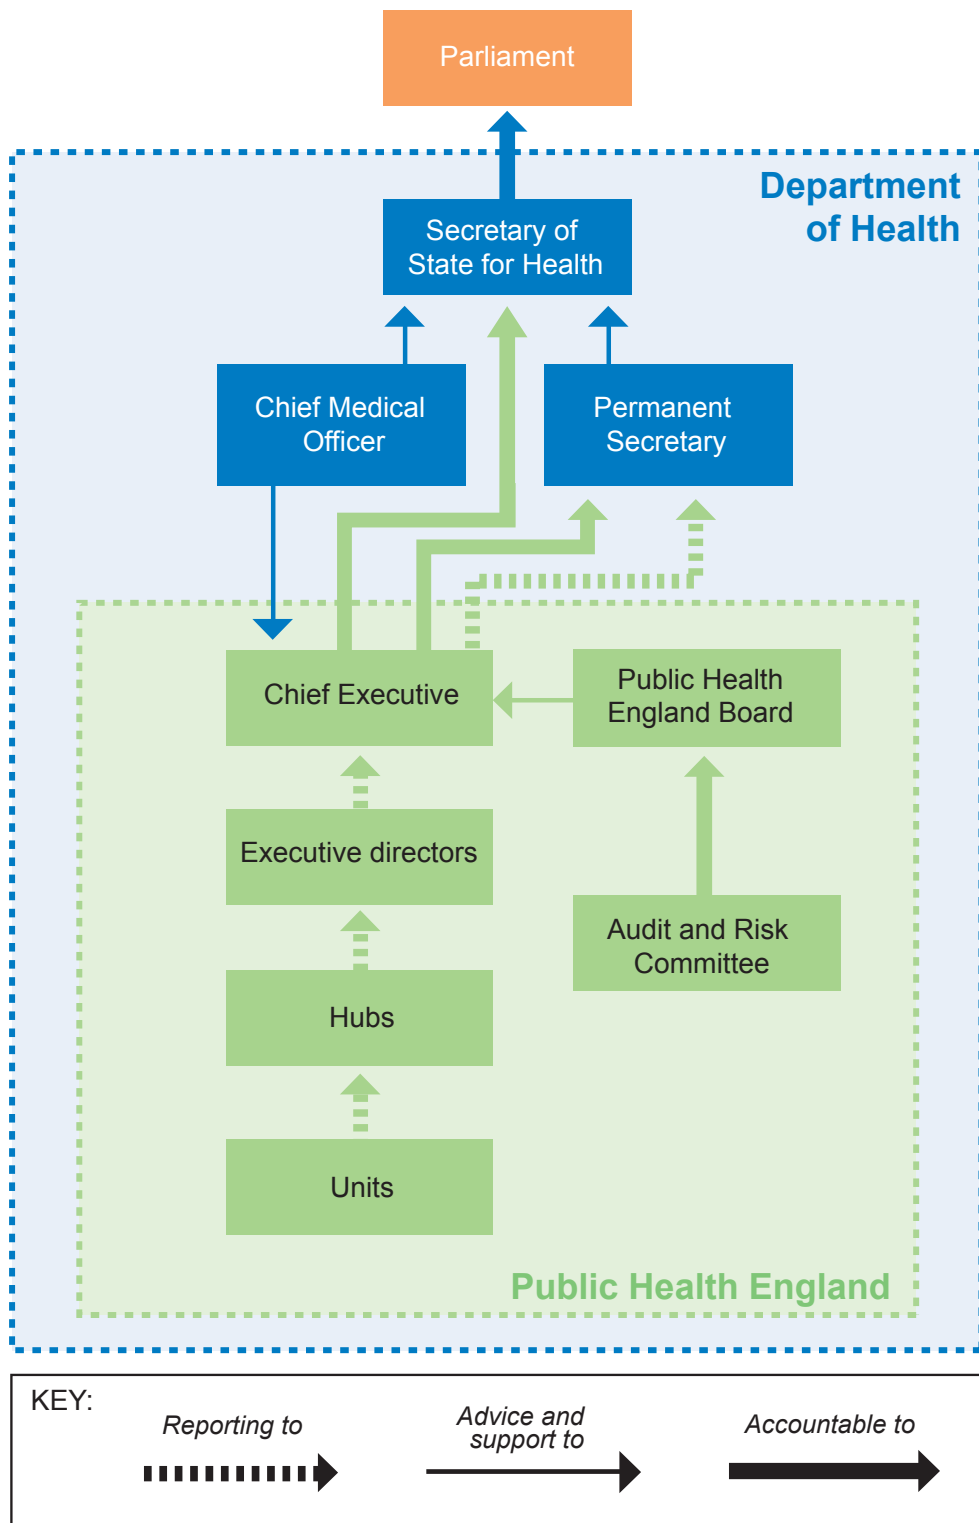 Parliament
Department
of Health
Secretary of
State for Health
Chief Medical
Officer
Permanent
Secretary
Chief Executive
Public Health
England Board
Executive directors
Audit and Risk
Committee
Hubs
Units
Public Health England
KEY:
Reporting to
Advice and
support to
Accountable to